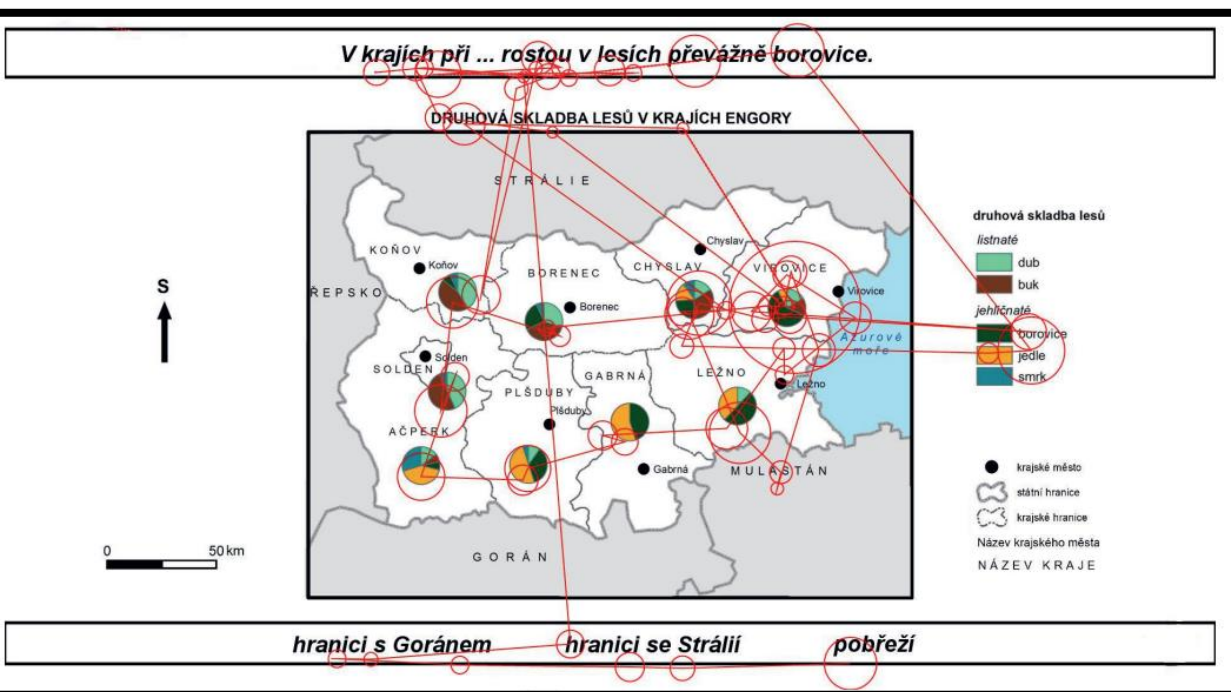 V krajích při ... rostou v lesích převážně borovice.
DRUHOVÁ SKLADBA LESŮ V KRAJÍCH ENGORY
STRÁLIE
KOŇOV
Koňov
BORENEC
Borenec
CHYSLAV
Chyslav
VIROVICE
Virovice
ŘEPSKO
S
SOLDEN
Solden
PLŠDUBY
Plšduby
GABRNÁ
Gabrná
LEŽNO
Ležno
Azurové
moře
AČPERK
MULASTÁN
GORÁN
0 50 km
druhová skladba lesů
listnaté
dub
buk
jehličnaté
borovice
jedle
smrk
krajské město
státní hranice
krajské hranice
Název krajského města
NÁZEV KRAJE
hranici s Goránem hranici se Strálií pobřeží